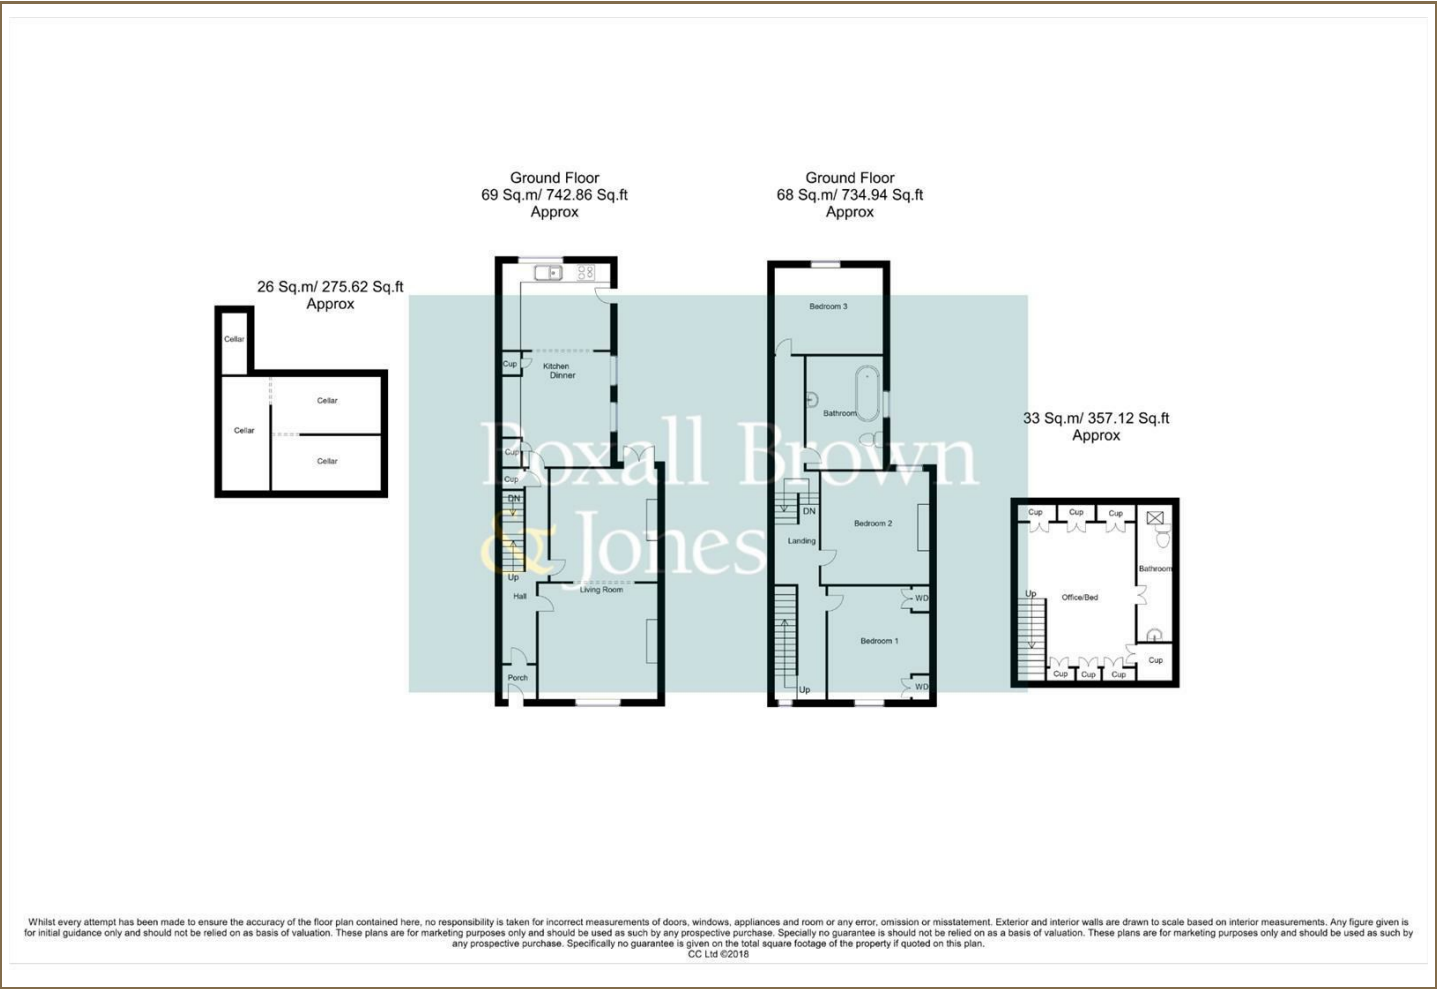 Ground Floor
69 Sq.m/ 742.86 Sq.ft
Approx
Ground Floor
68 Sq.m/ 734.94 Sq.ft
Approx
26 Sq.m/ 275.62 Sq.ft
Approx
33 Sq.m/ 357.12 Sq.ft
Approx
Cellar
Cellar
Cellar
Cellar
Cup
Kitchen
Dinner
Cup
Cup
DN
Up
Hall
Living Room
Porch
Bedroom 3
Bathroom
DN
Bedroom 2
Landing
WD
Bedroom 1
WD
Up
Cup
Cup
Cup
Bathroom
Up
Office/Bed
Cup
Cup
Cup
Cup
Boxall Brown
& Jones
Whilst every attempt has been made to ensure the accuracy of the floor plan contained here, no responsibility is taken for incorrect measurements of doors, windows, appliances and room or any error, omission or misstatement. Exterior and interior walls are drawn to scale based on interior measurements. Any figure given is
for initial guidance only and should not be relied on as basis of valuation. These plans are for marketing purposes only and should be used as such by any prospective purchase. Specially no guarantee is should not be relied on as a basis of valuation. These plans are for marketing purposes only and should be used as such by
any prospective purchase. Specifically no guarantee is given on the total square footage of the property if quoted on this plan.
CC Ltd ©2018